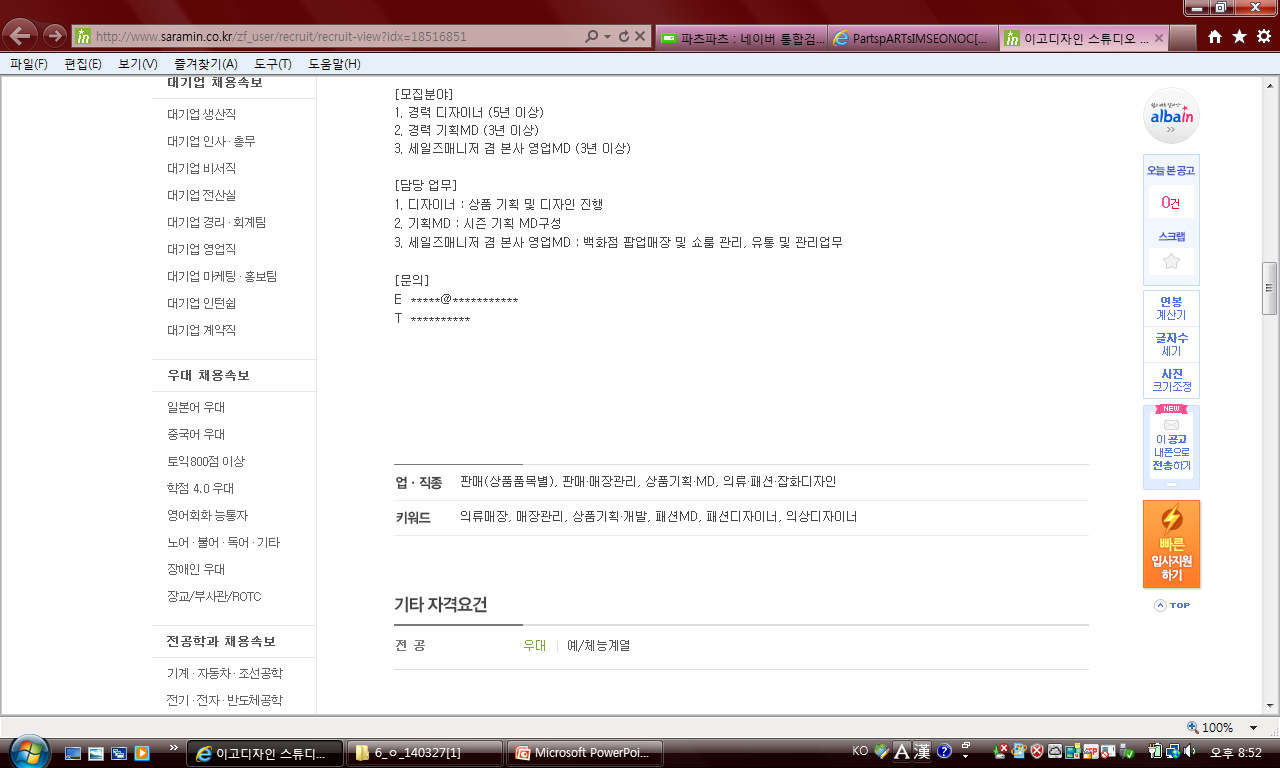 http://www.saramin.co.kr/zf_user/recruit/recruit-view?idx=18516851
파츠파츠 : 네이버 통합검...
PartspARTsIMSEONOC[...
이고디자인 스튜디오 ...
파일(F) 편집(E) 보기(V) 즐겨찾기(A) 도구(T) 도움말(H)
대기업 채용속보
대기업 생산직
대기업 인사·총무
대기업 비서직
대기업 전산실
대기업 경리·회계팀
대기업 영업직
대기업 마케팅·홍보팀
대기업 인턴쉽
대기업 계약직
우대 채용속보
일본어 우대
중국어 우대
토익800점 이상
학점 4.0 우대
영어회화 능통자
노어·불어·독어·기타
장애인 우대
장교/부사관/ROTC
전공학과 채용속보
기계·자동차·조선공학
전기·전자·반도체공학
[모집분야]
1. 경력 디자이너 (5년 이상)
2. 경력 기획MD (3년 이상)
3. 세일즈매니저 겸 본사 영업MD (3년 이상)
[담당 업무]
1. 디자이너 : 상품 기획 및 디자인 진행
2. 기획MD : 시즌 기획 MD구성
3. 세일즈매니저 겸 본사 영업MD : 백화점 팝업매장 및 쇼룸 관리, 유통 및 관리업무
[문의]
E *****@***********
T **********
업·직종 판매(상품품목별), 판매·매장관리, 상품기획·MD, 의류·패션·잡화디자인
키워드 의류매장, 매장관리, 상품기획·개발, 패션MD, 패션디자이너, 의상디자이너
기타 자격요건
전 공 우대 | 예/체능계열
albain
>>
오늘 본 공고
0건
스크랩
연봉
계산기
글자수
세기
사진
크기조정
NEW
이 공고
내폰으로
전송하기
빠른
입사지원
하기
TOP
100%
이고디자인 스튜디...
6_ㅇ_140327[1]
Microsoft PowerPoi...
KO
A 漢
오후 8:52